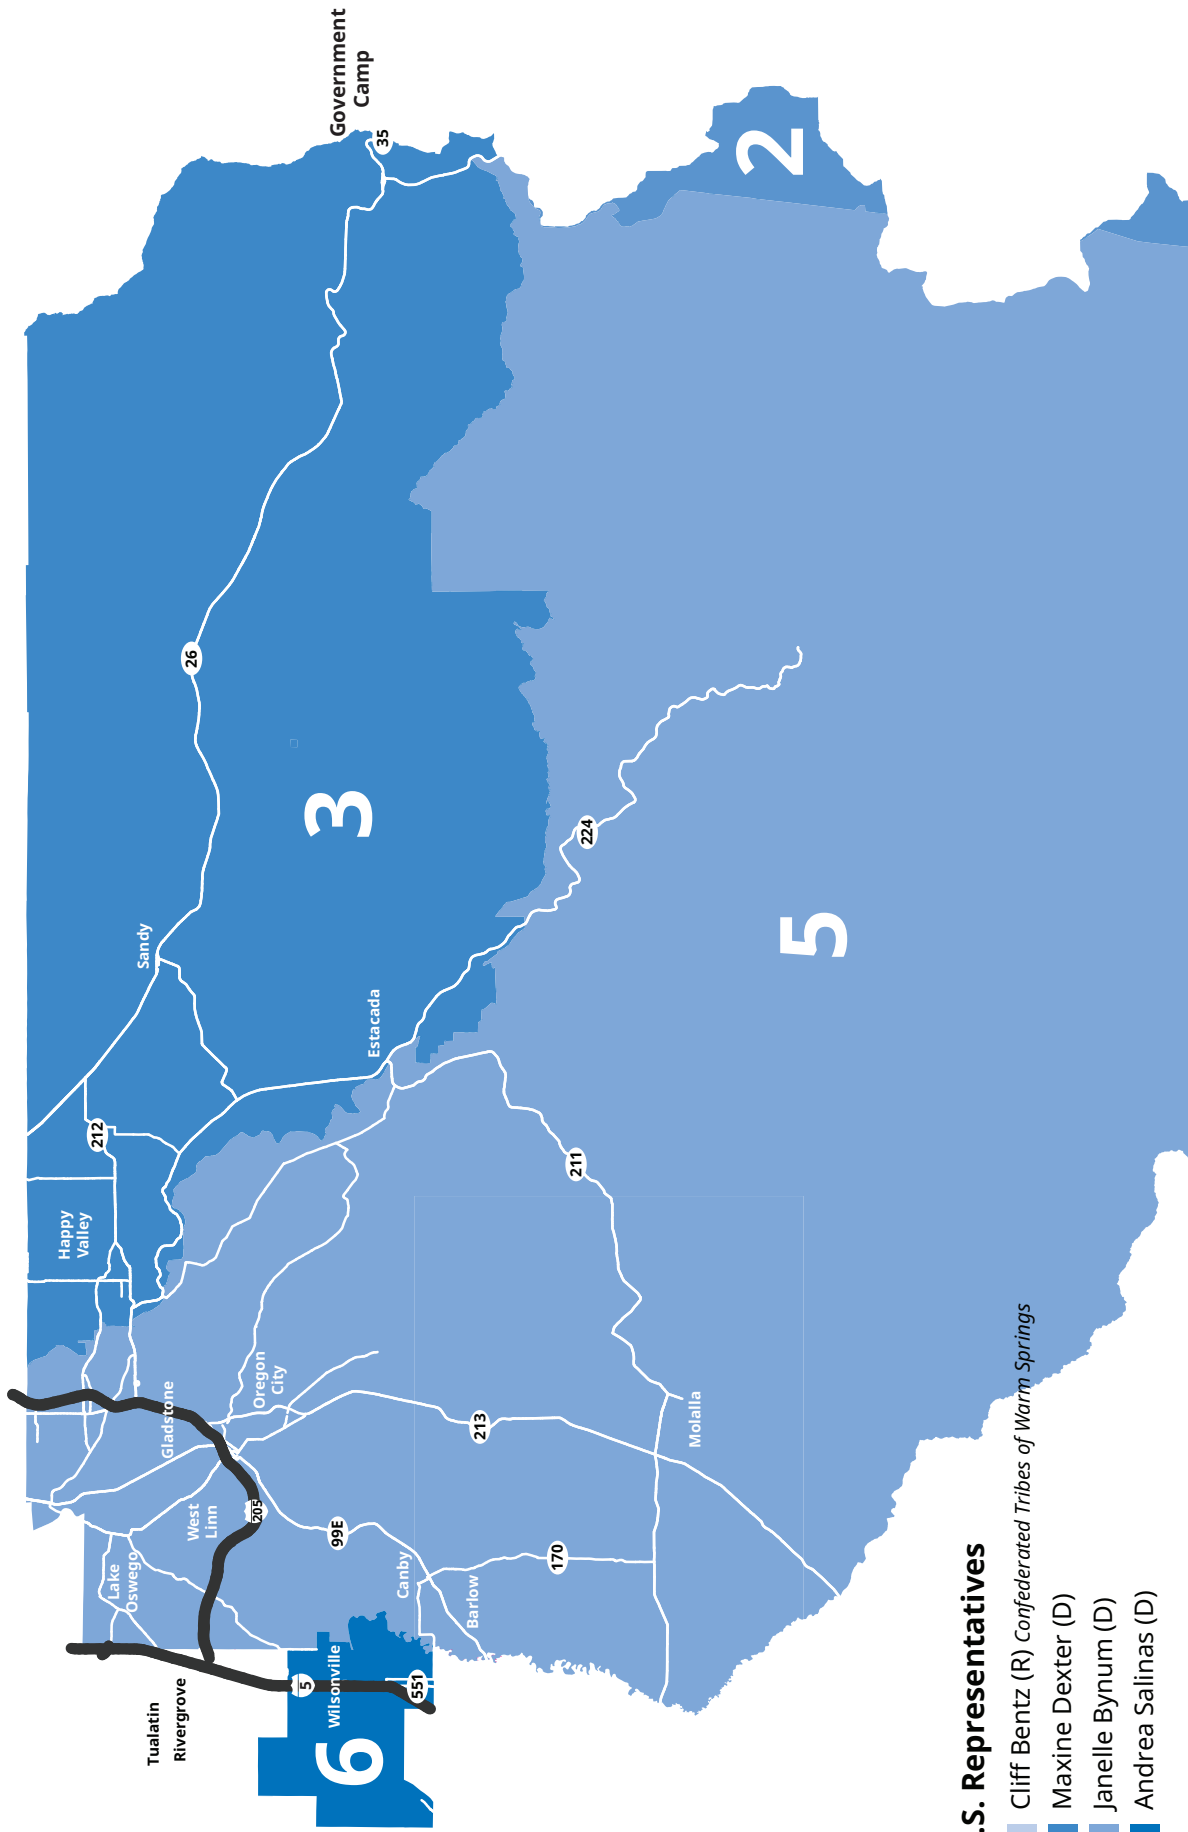 Government
Camp
35
2
26
3
Sandy
Estacada
224
5
212
Happy
Valley
211
Gladstone
Oregon
City
213
Molalla
West
Linn
205
99E
Lake
Oswego
Canby
Barlow
170
Tualatin
Rivergrove
5
Wilsonville
551
6
.S. Representatives
Cliff Bentz (R) Confederated Tribes of Warm Springs
Maxine Dexter (D)
Janelle Bynum (D)
Andrea Salinas (D)